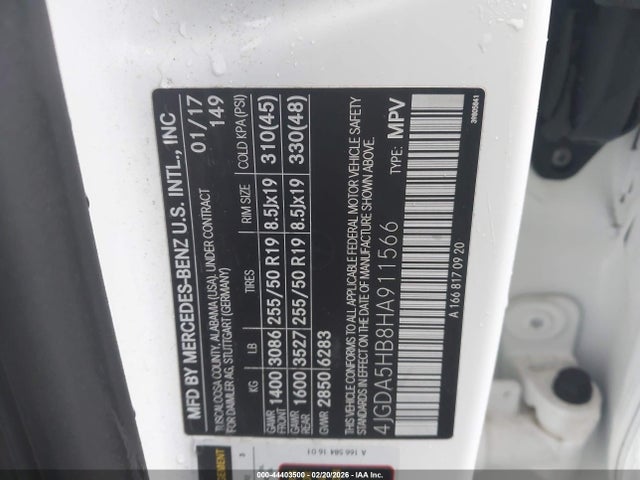 MFD BY MERCEDES-BENZ U.S. INTL., INC
TUSCALOOSA COUNTY, ALABAMA (USA), UNDER CONTRACT
FOR DAIMLER AG, STUTTGART (GERMANY)
01/17
149
KG LB TIRES RIM SIZE COLD KPA (PSI)
GAWR FRONT 1400 3086 255/50 R19 8.5Jx19 310(45)
GAWR REAR 1600 3527 255/50 R19 8.5Jx19 330(48)
GVWR 2850 6283
THIS VEHICLE CONFORMS TO ALL APPLICABLE FEDERAL MOTOR VEHICLE SAFETY
STANDARDS IN EFFECT ON THE DATE OF MANUFACTURE SHOWN ABOVE.
4JGDA5HB8HA911566 TYPE: MPV
A 166 817 09 20
A 166 584 16 01
000-44403500 - 02/20/2026 - IAAI.com